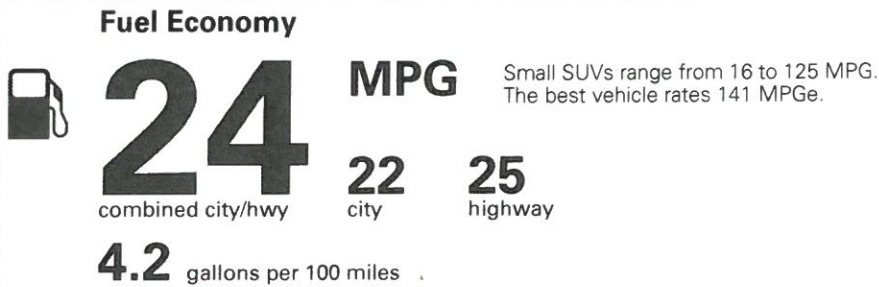 Fuel Economy
24 MPG
Small SUVs range from 16 to 125 MPG.
The best vehicle rates 141 MPGe.
combined city/hwy
22 city
25 highway
4.2 gallons per 100 miles